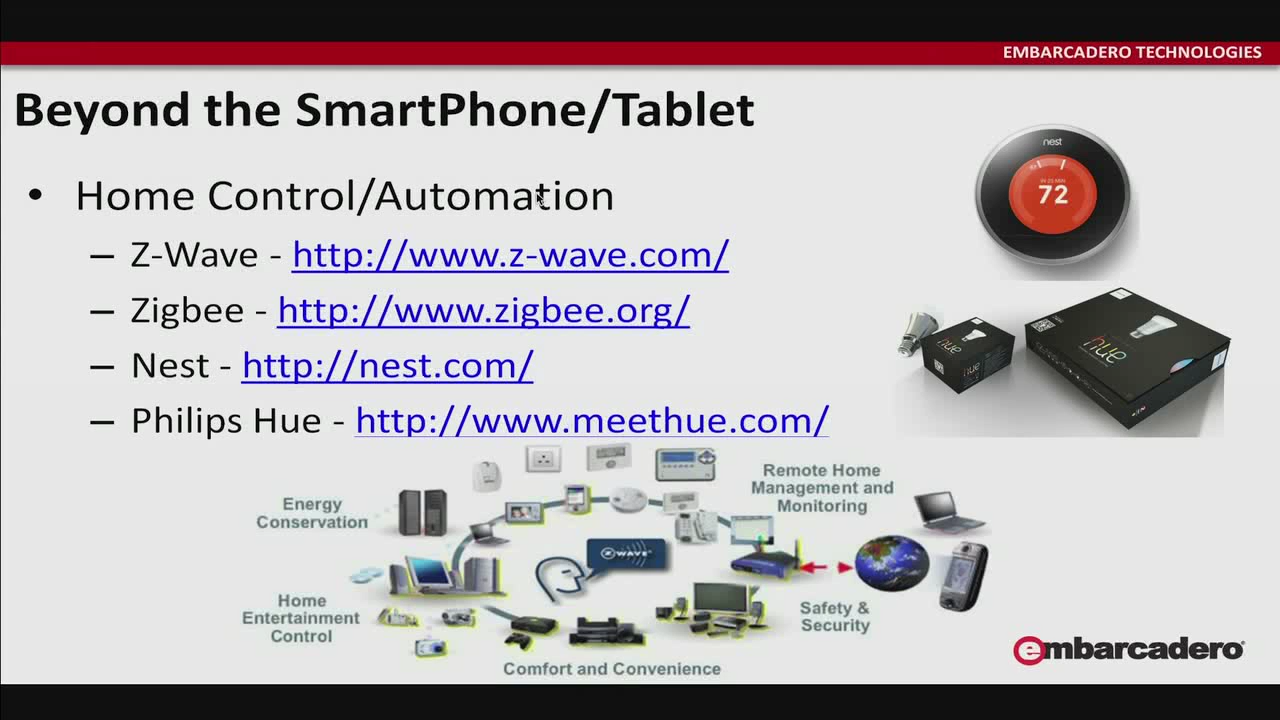 EMBARCADERO TECHNOLOGIES
Beyond the SmartPhone/Tablet
• Home Control/Automation
– Z-Wave - http://www.z-wave.com/
– Zigbee - http://www.zigbee.org/
– Nest - http://nest.com/
– Philips Hue - http://www.meethue.com/
nest
72
hue
hue
Energy
Conservation
Remote Home
Management and
Monitoring
Z WAVE
Home
Entertainment
Control
Safety &
Security
Comfort and Convenience
embarcadero